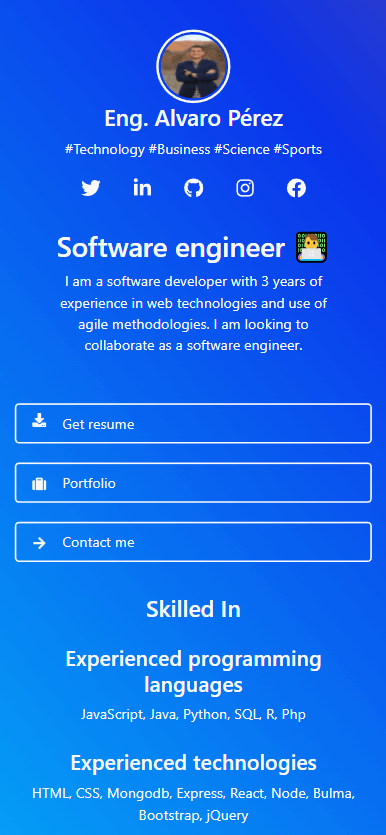 Eng. Alvaro Pérez
#Technology #Business #Science #Sports
Software engineer
I am a software developer with 3 years of
experience in web technologies and use of
agile methodologies. I am looking to
collaborate as a software engineer.
Get resume
Portfolio
Contact me
Skilled In
Experienced programming
languages
JavaScript, Java, Python, SQL, R, Php
Experienced technologies
HTML, CSS, Mongodb, Express, React, Node, Bulma,
Bootstrap, jQuery